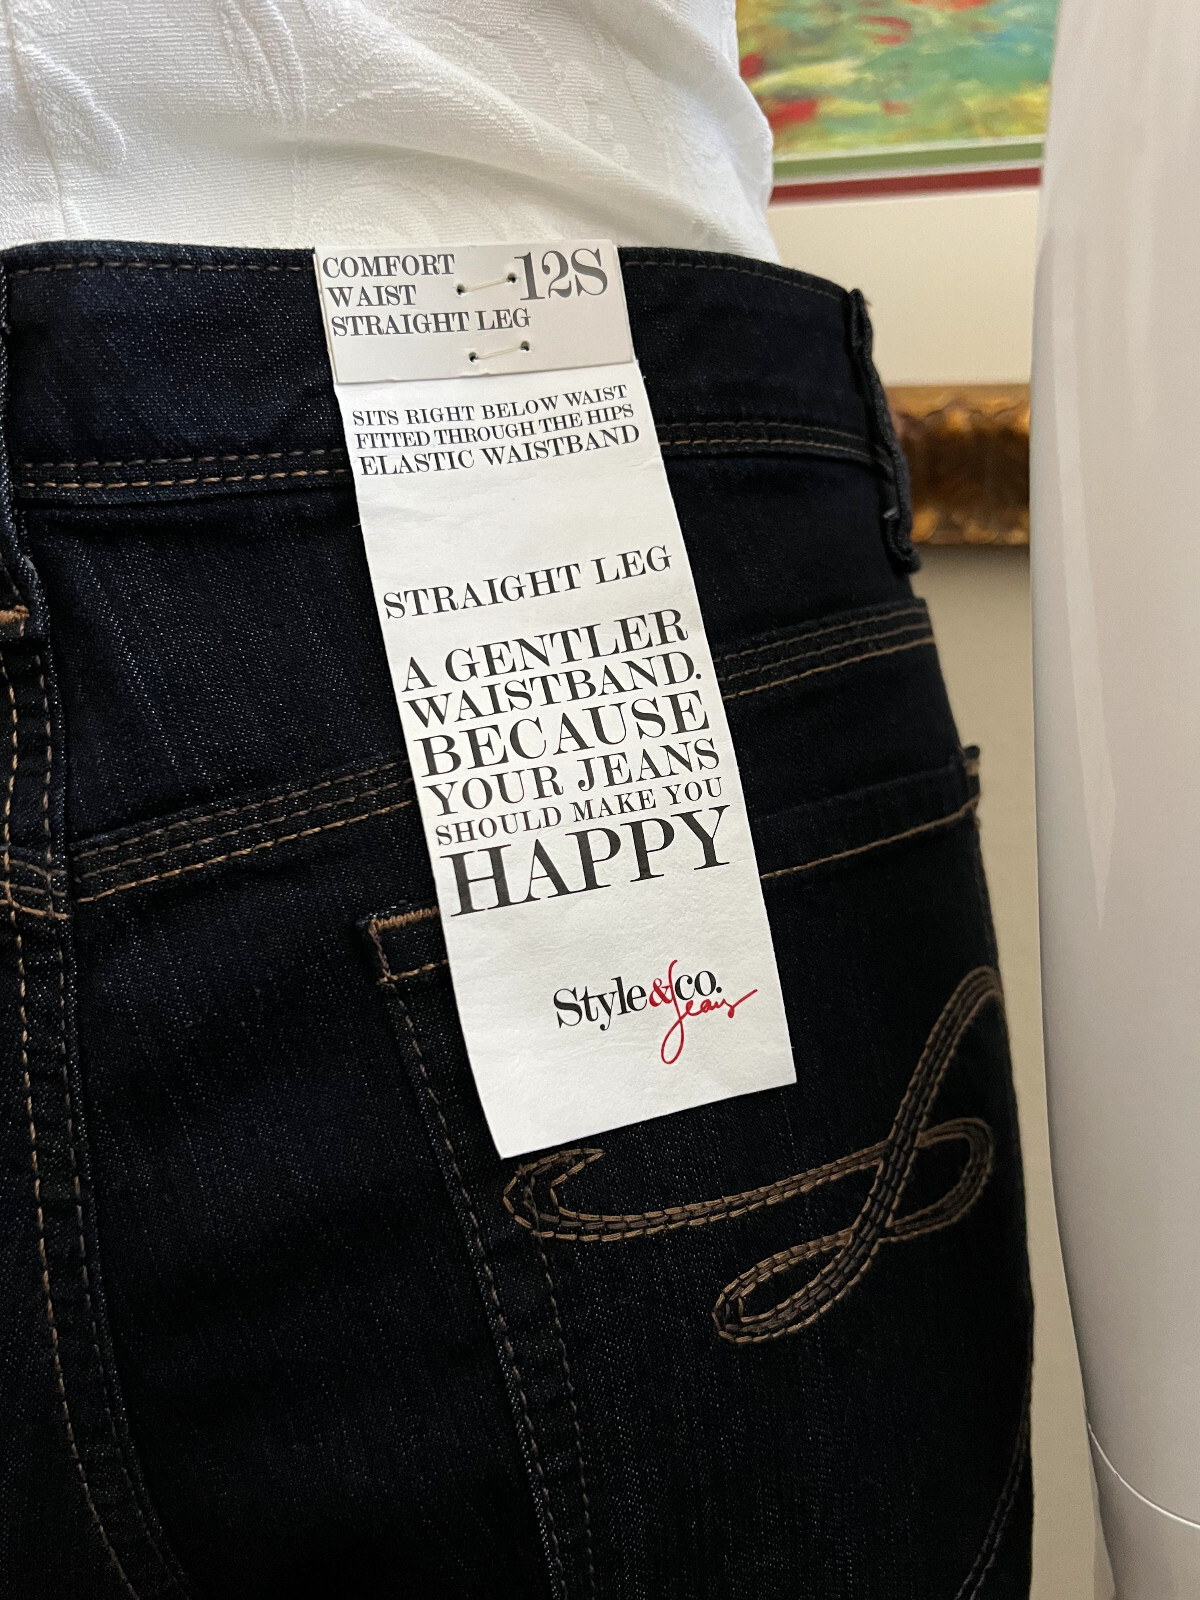 COMFORT
WAIST
STRAIGHT LEG
12S
SITS RIGHT BELOW WAIST
FITTED THROUGH THE HIPS
ELASTIC WAISTBAND
STRAIGHT LEG
A GENTLER
WAISTBAND.
BECAUSE
YOUR JEANS
SHOULD MAKE YOU
HAPPY
Style&co.
Jeans